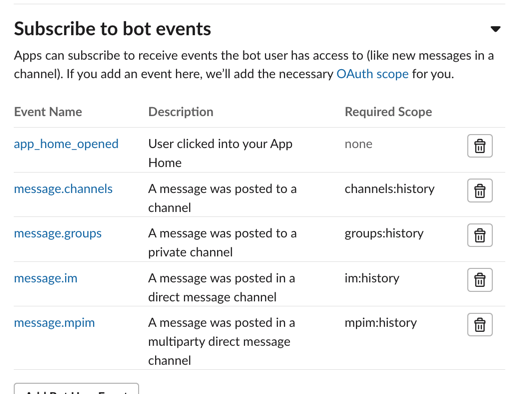 Subscribe to bot events
Apps can subscribe to receive events the bot user has access to (like new messages in a
channel). If you add an event here, we’ll add the necessary OAuth scope for you.
Event Name Description Required Scope
app_home_opened User clicked into your App none
Home
message.channels A message was posted to a channels:history
channel
message.groups A message was posted to a groups:history
private channel
message.im A message was posted in a im:history
direct message channel
message.mpim A message was posted in a mpim:history
multiparty direct message
channel